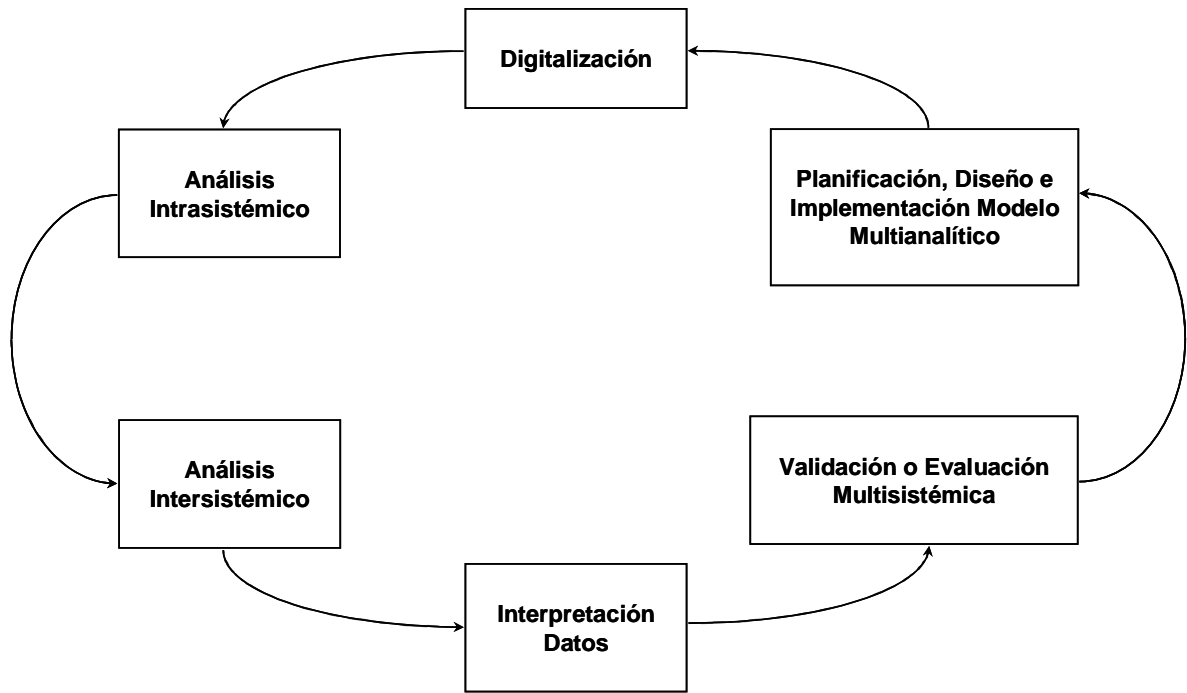 Digitalización
Análisis
Intrasistémico
Planificación, Diseño e
Implementación Modelo
Multianalítico
Análisis
Intersistémico
Validación o Evaluación
Multisistémica
Interpretación
Datos